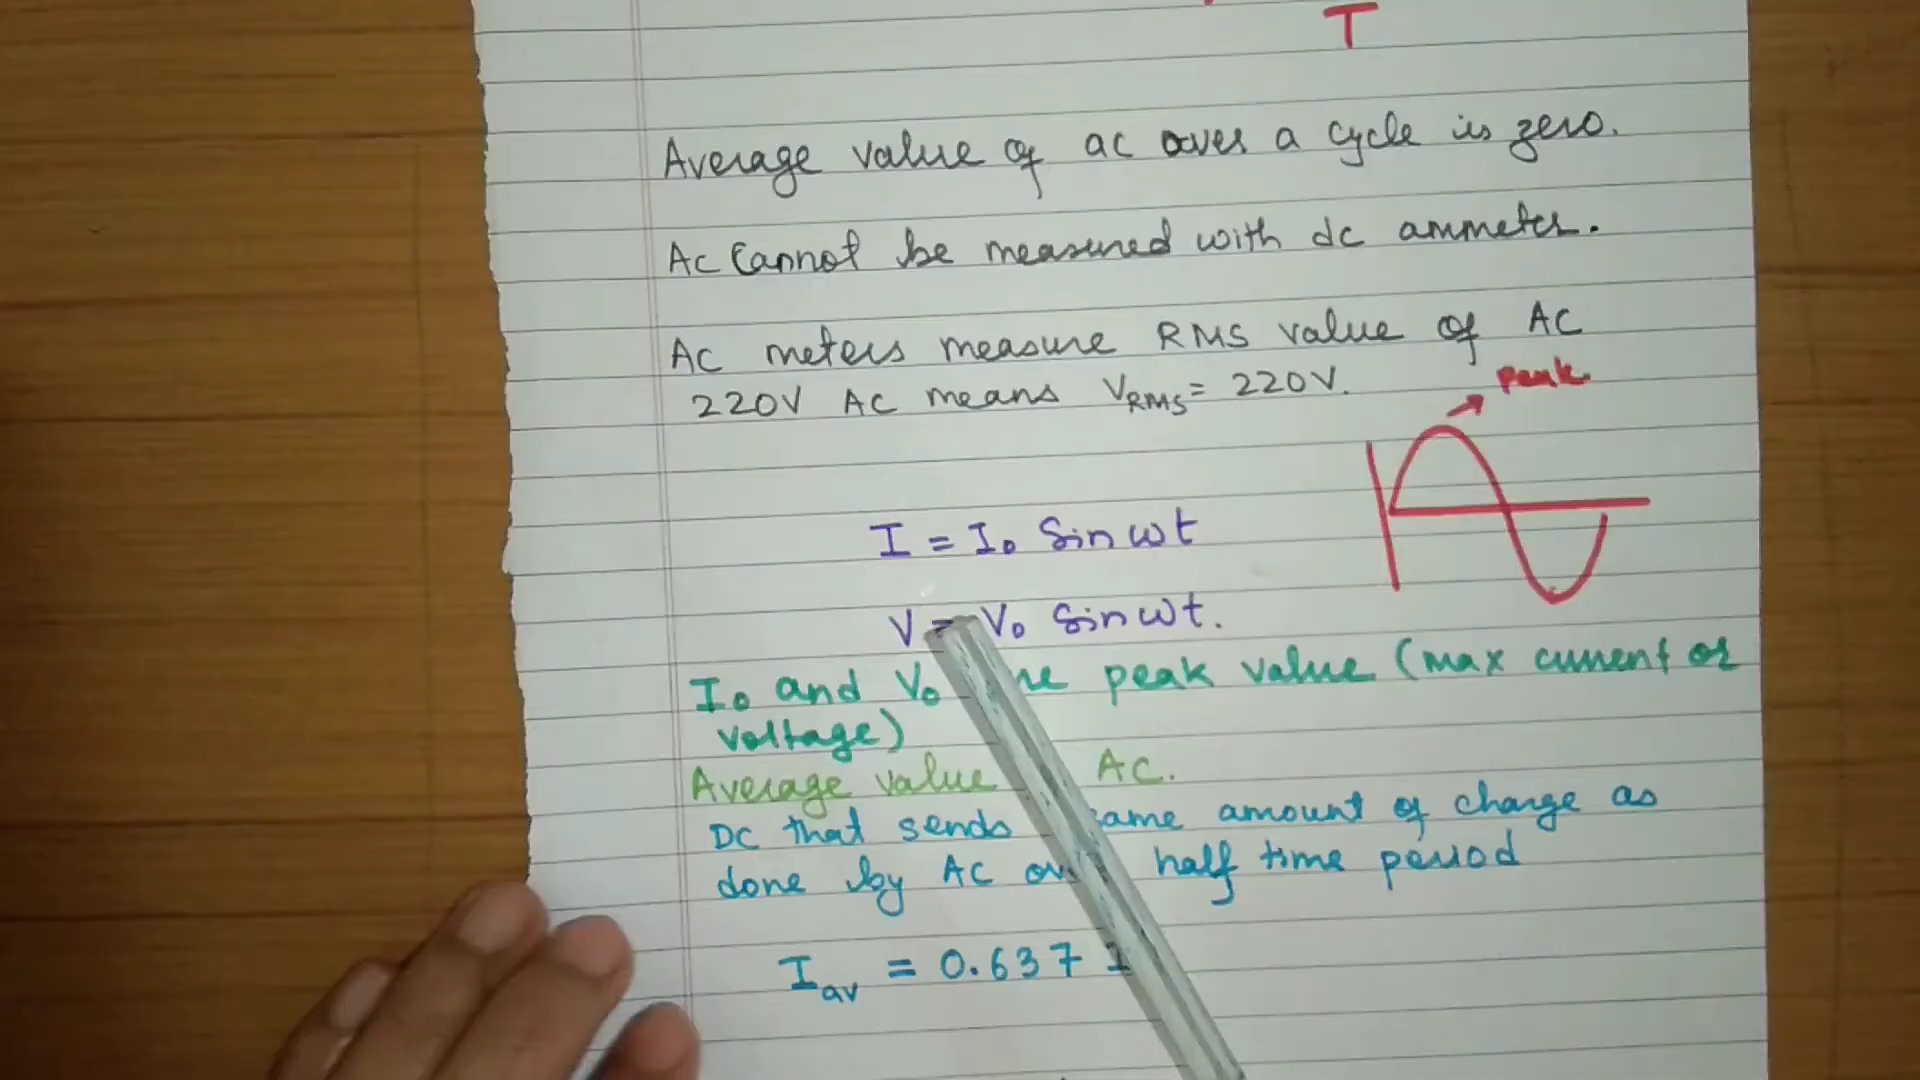 T
Average value of ac over a cycle is zero.
AC Cannot be measured with dc ammeter.
AC meters measure RMS value of AC
220V AC means VRMS = 220V.
peak
I = I₀ Sin ωt
V = V₀ Sin ωt.
I₀ and V₀ peak value (max current or
voltage)
Average value AC.
DC that sends same amount of charge as
done by AC half time period
Iav = 0.637 I